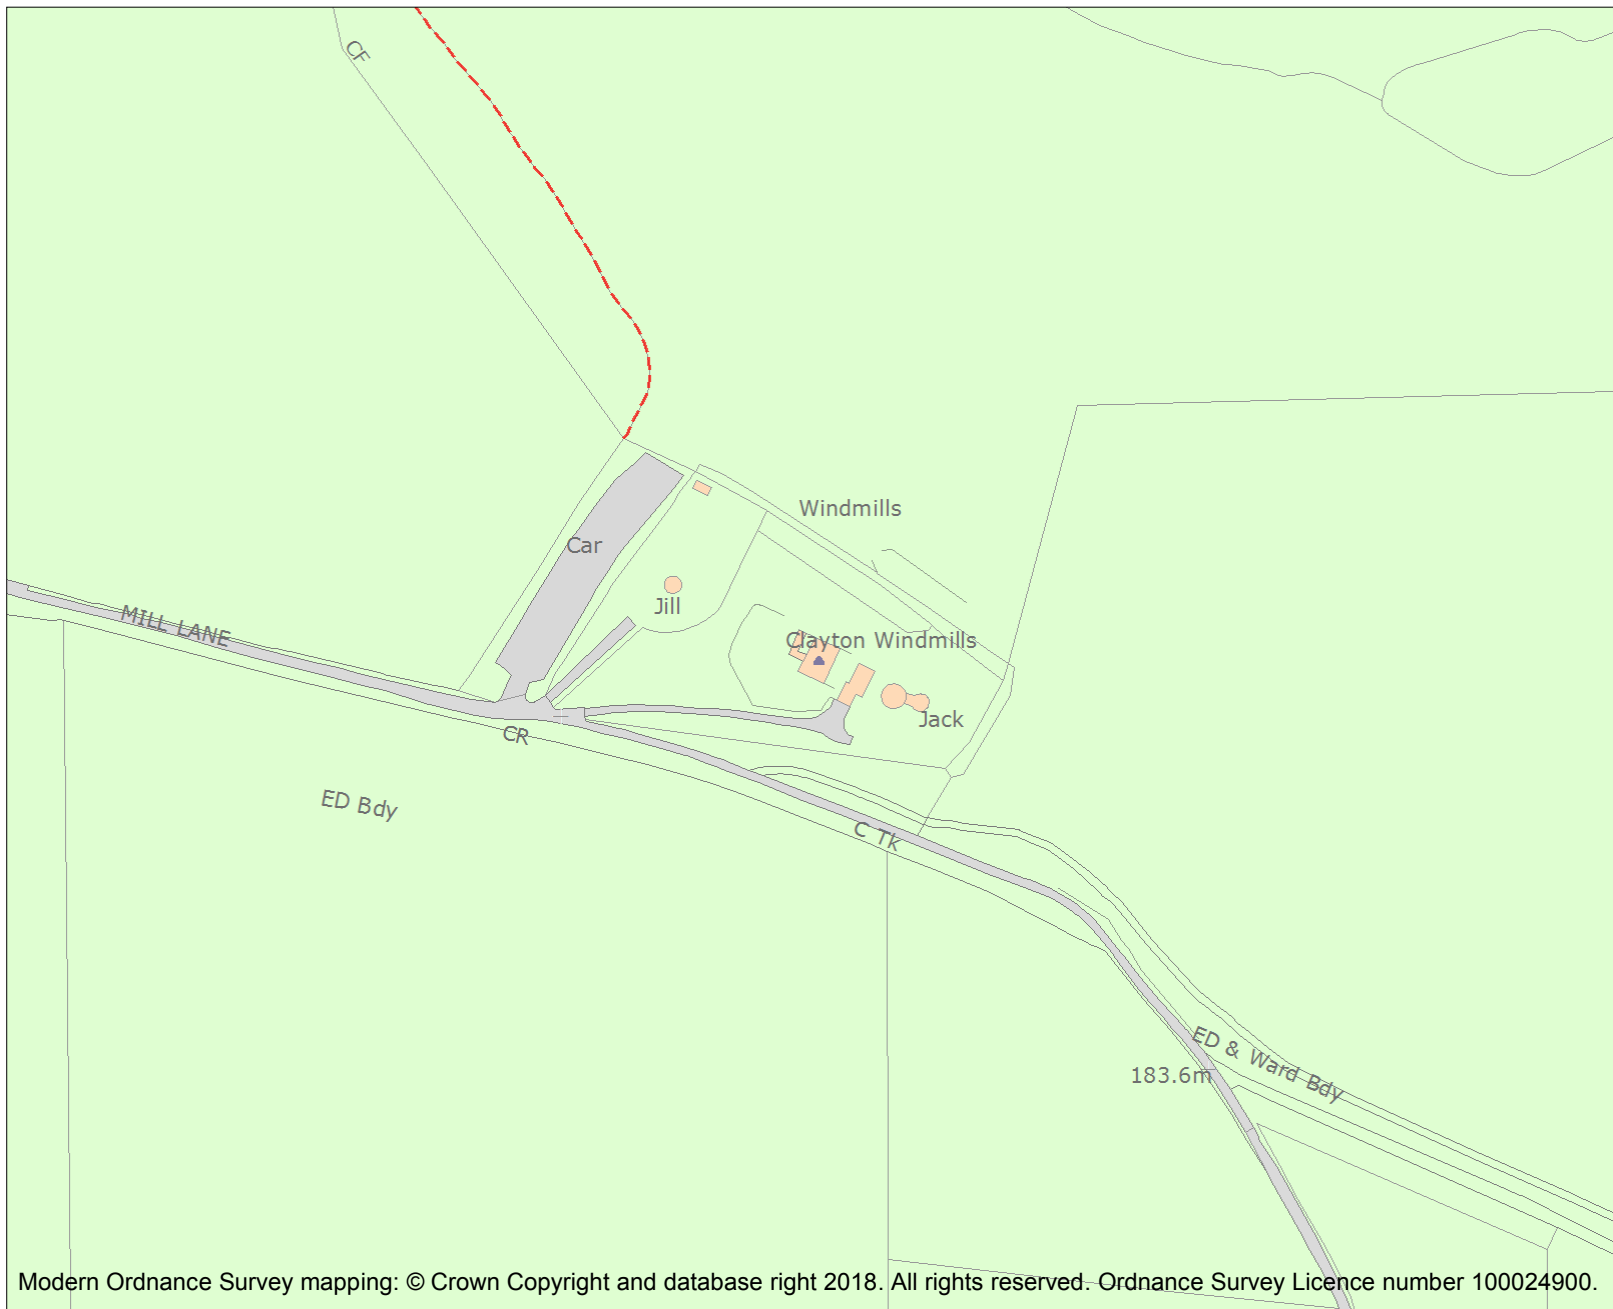 CF
Windmills
Car
Jill
MILL LANE
Clayton Windmills
Jack
CR
ED Bdy
C Tk
ED & Ward Bdy
183.6m
Modern Ordnance Survey mapping: © Crown Copyright and database right 2018. All rights reserved. Ordnance Survey Licence number 100024900.